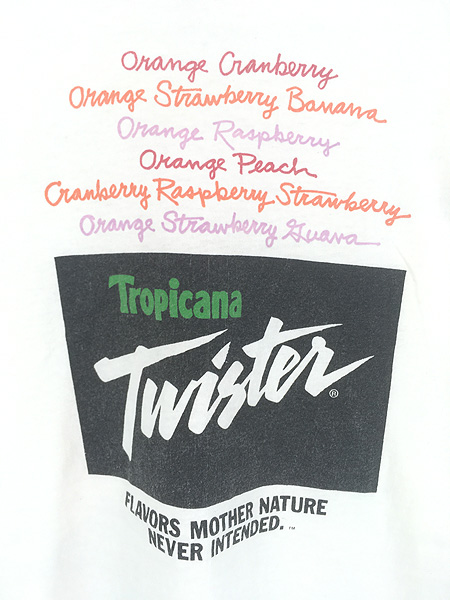 Orange Cranberry
Orange Strawberry Banana
Orange Raspberry
Orange Peach
Cranberry Raspberry Strawberry
Orange Strawberry Guava
Tropicana
Twister®
FLAVORS MOTHER NATURE
NEVER INTENDED.™